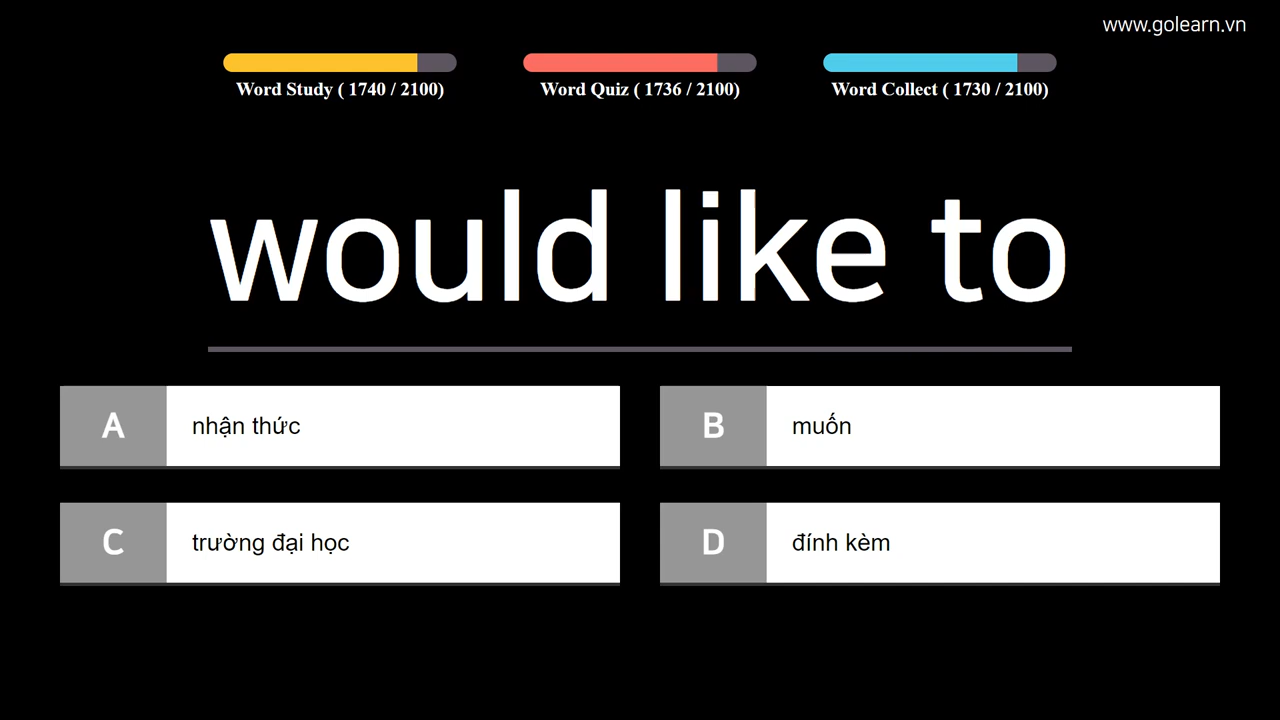 www.golearn.vn
Word Study ( 1740 / 2100)
Word Quiz ( 1736 / 2100)
Word Collect ( 1730 / 2100)
would like to
A nhận thức
B muốn
C trường đại học
D đính kèm